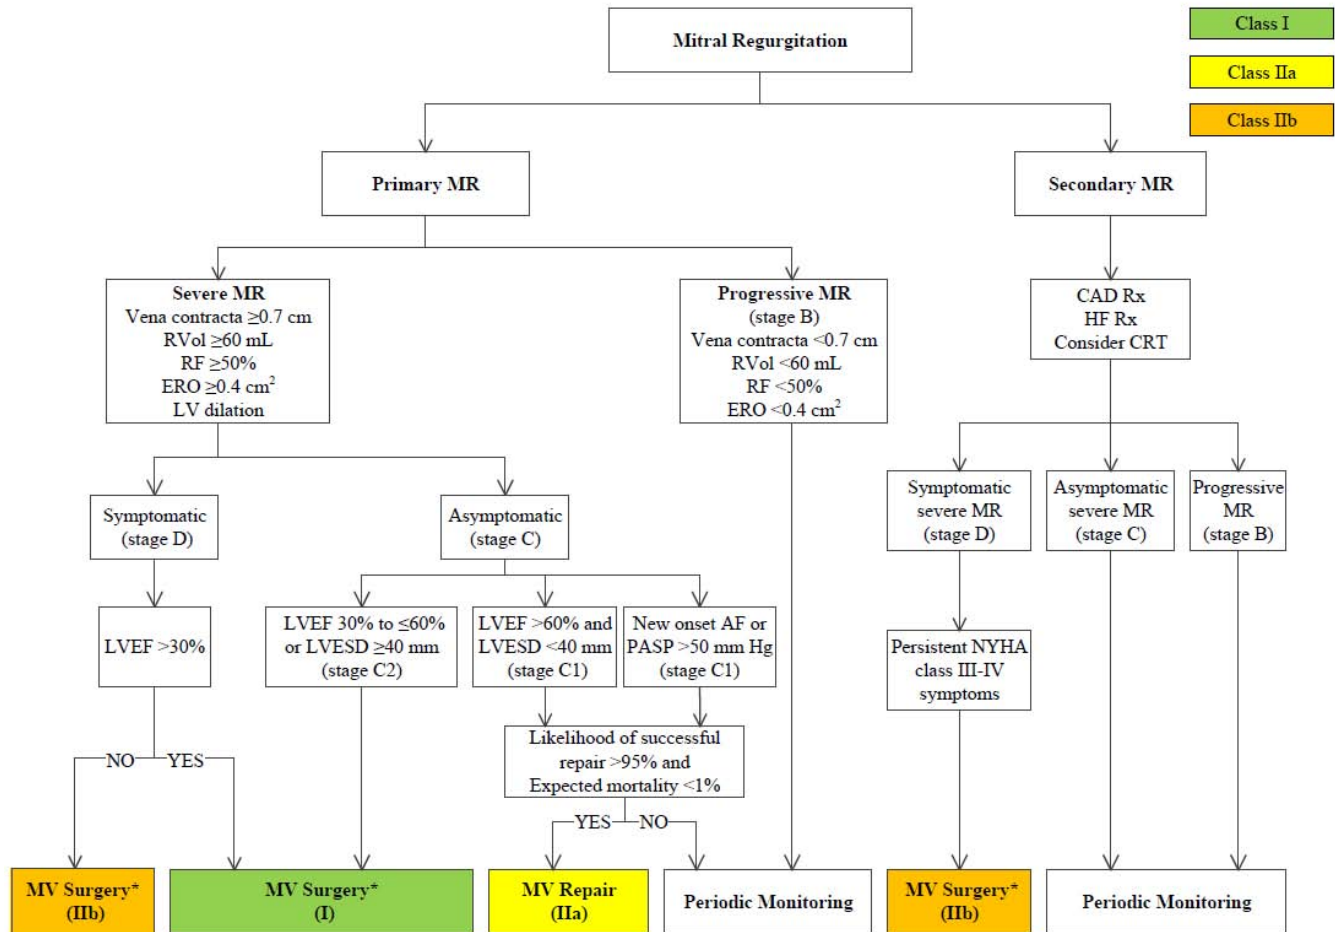 Mitral Regurgitation
Class I
Class IIa
Class IIb
Primary MR
Secondary MR
Severe MR
Vena contracta ≥0.7 cm
RVol ≥60 mL
RF ≥50%
ERO ≥0.4 cm²
LV dilation
Progressive MR
(stage B)
Vena contracta <0.7 cm
RVol <60 mL
RF <50%
ERO <0.4 cm²
CAD Rx
HF Rx
Consider CRT
Symptomatic
(stage D)
Asymptomatic
(stage C)
Symptomatic
severe MR
(stage D)
Asymptomatic
severe MR
(stage C)
Progressive
MR
(stage B)
LVEF >30%
LVEF 30% to ≤60%
or LVESD ≥40 mm
(stage C2)
LVEF >60% and
LVESD <40 mm
(stage C1)
New onset AF or
PASP >50 mm Hg
(stage C1)
Persistent NYHA
class III-IV
symptoms
Likelihood of successful
repair >95% and
Expected mortality <1%
NO
YES
YES
NO
MV Surgery*
(IIb)
MV Surgery*
(I)
MV Repair
(IIa)
Periodic Monitoring
MV Surgery*
(IIb)
Periodic Monitoring